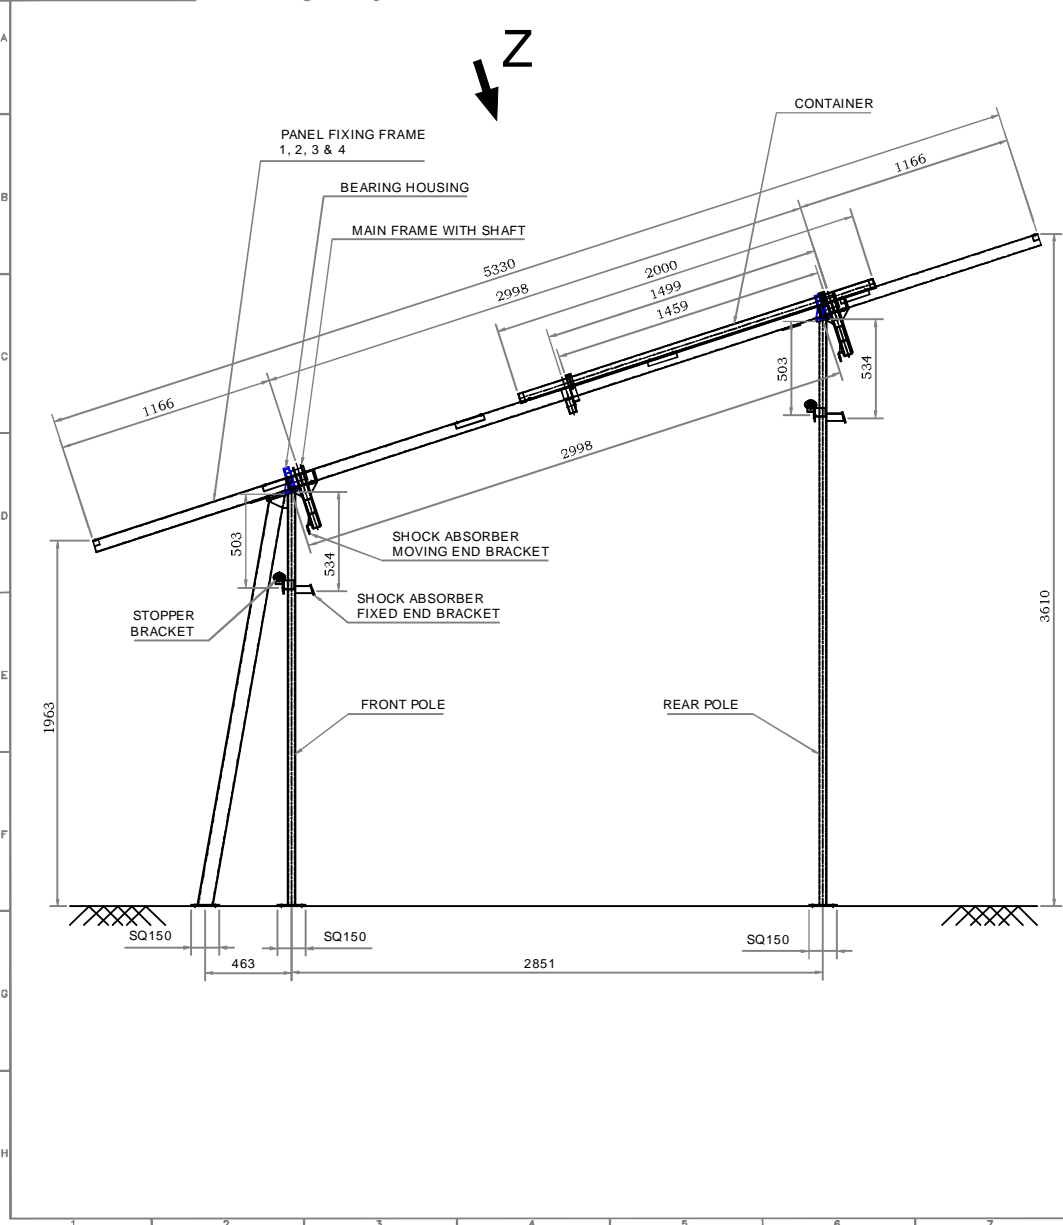 Z
A
CONTAINER
PANEL FIXING FRAME
1, 2, 3 & 4
1166
BEARING HOUSING
B
MAIN FRAME WITH SHAFT
5330
2000
2998
1499
1459
C
503
534
1166
2998
D
503
534
SHOCK ABSORBER
MOVING END BRACKET
SHOCK ABSORBER
FIXED END BRACKET
STOPPER
BRACKET
3610
E
1963
FRONT POLE
REAR POLE
F
SQ150
SQ150
SQ150
463
2851
G
H
1
2
3
4
5
6
7